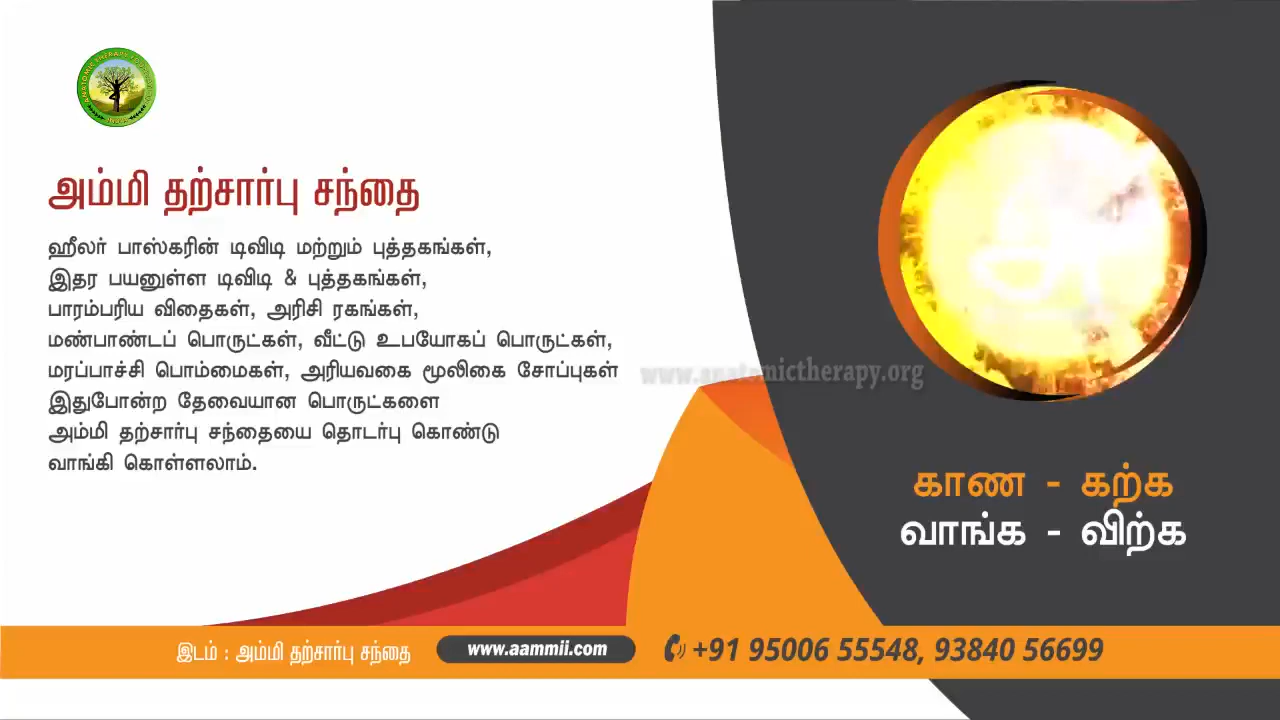 அம்மி தற்சார்பு சந்தை
ஹீலர் பாஸ்கரின் டிவிடி மற்றும் புத்தகங்கள்,
இதர பயனுள்ள டிவிடி & புத்தகங்கள்,
பாரம்பரிய விதைகள், அரிசி ரகங்கள்,
மண்பாண்டப் பொருட்கள், வீட்டு உபயோகப் பொருட்கள்,
மரப்பாச்சி பொம்மைகள், அரியவகை மூலிகை சோப்புகள்
இதுபோன்ற தேவையான பொருட்களை
அம்மி தற்சார்பு சந்தையை தொடர்பு கொண்டு
வாங்கி கொள்ளலாம்.
www.anatomictherapy.org
காண - கற்க
வாங்க - விற்க
இடம் : அம்மி தற்சார்பு சந்தை
www.aammii.com
+91 95006 55548, 93840 56699